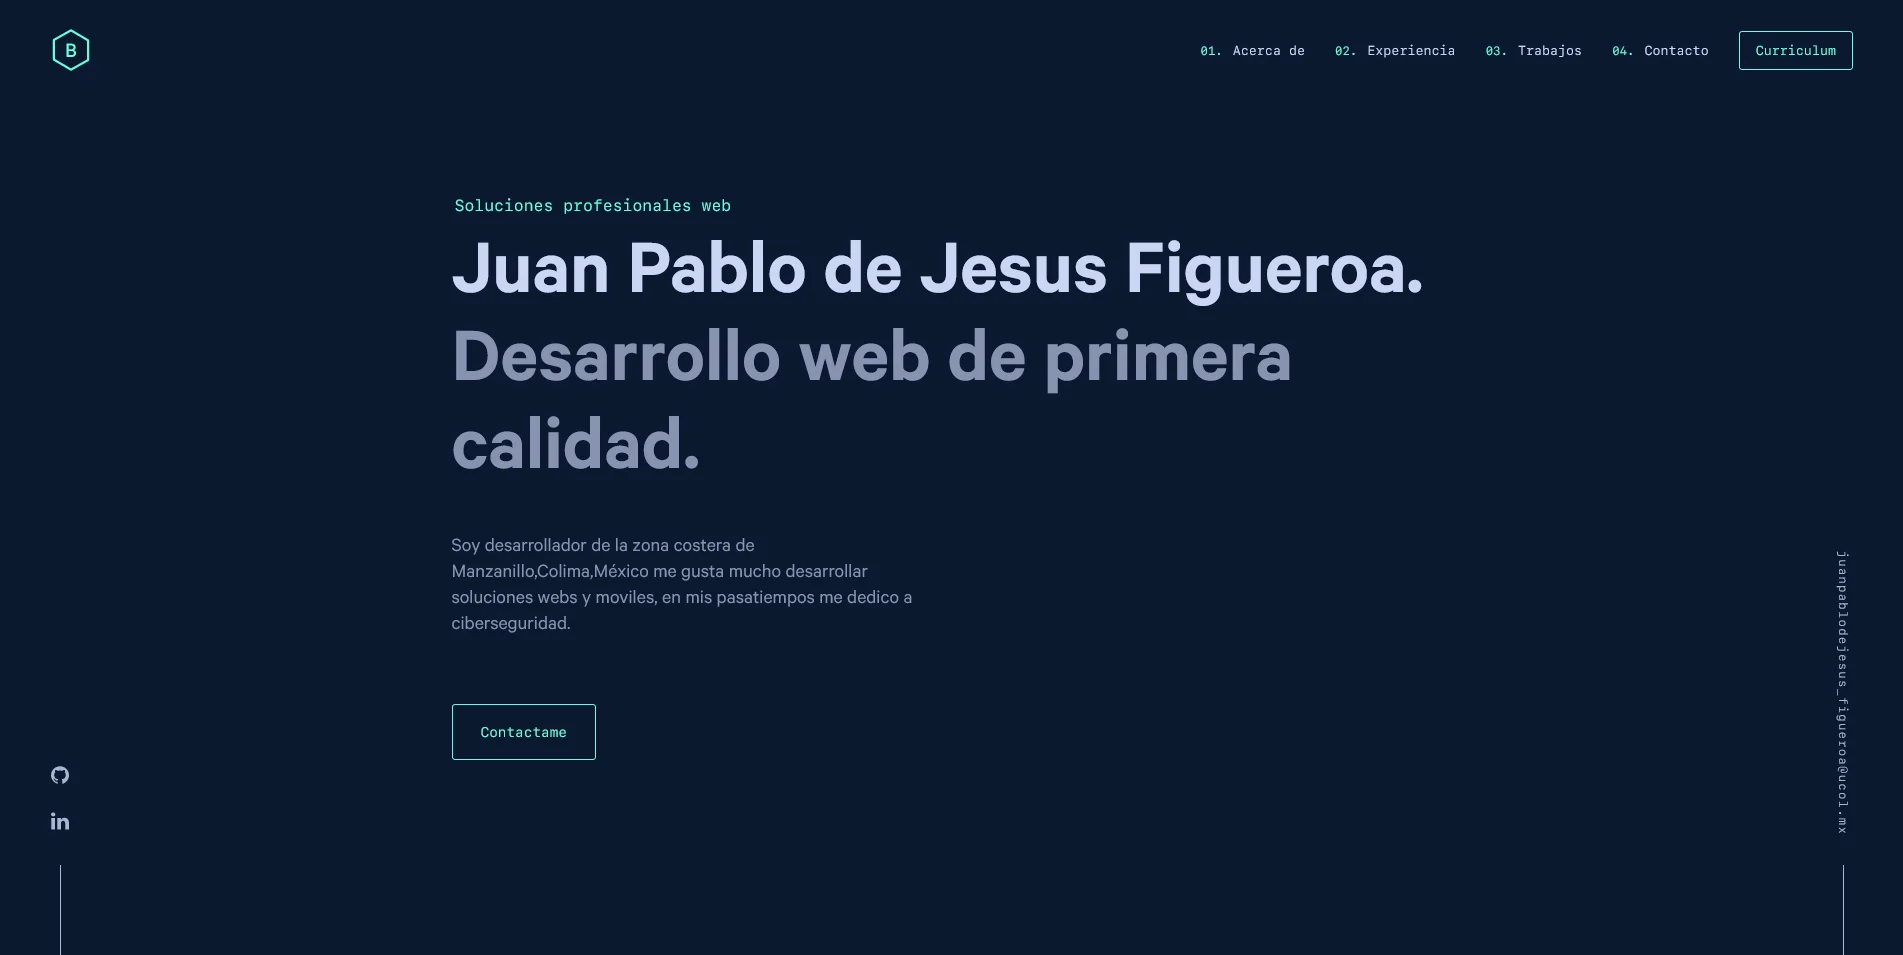 B
01. Acerca de 02. Experiencia 03. Trabajos 04. Contacto Curriculum
Soluciones profesionales web
Juan Pablo de Jesus Figueroa.
Desarrollo web de primera
calidad.
Soy desarrollador de la zona costera de
Manzanillo,Colima,México me gusta mucho desarrollar
soluciones webs y moviles, en mis pasatiempos me dedico a
ciberseguridad.
Contactame
in
juanpablodejesus_figueroa@ucol.mx